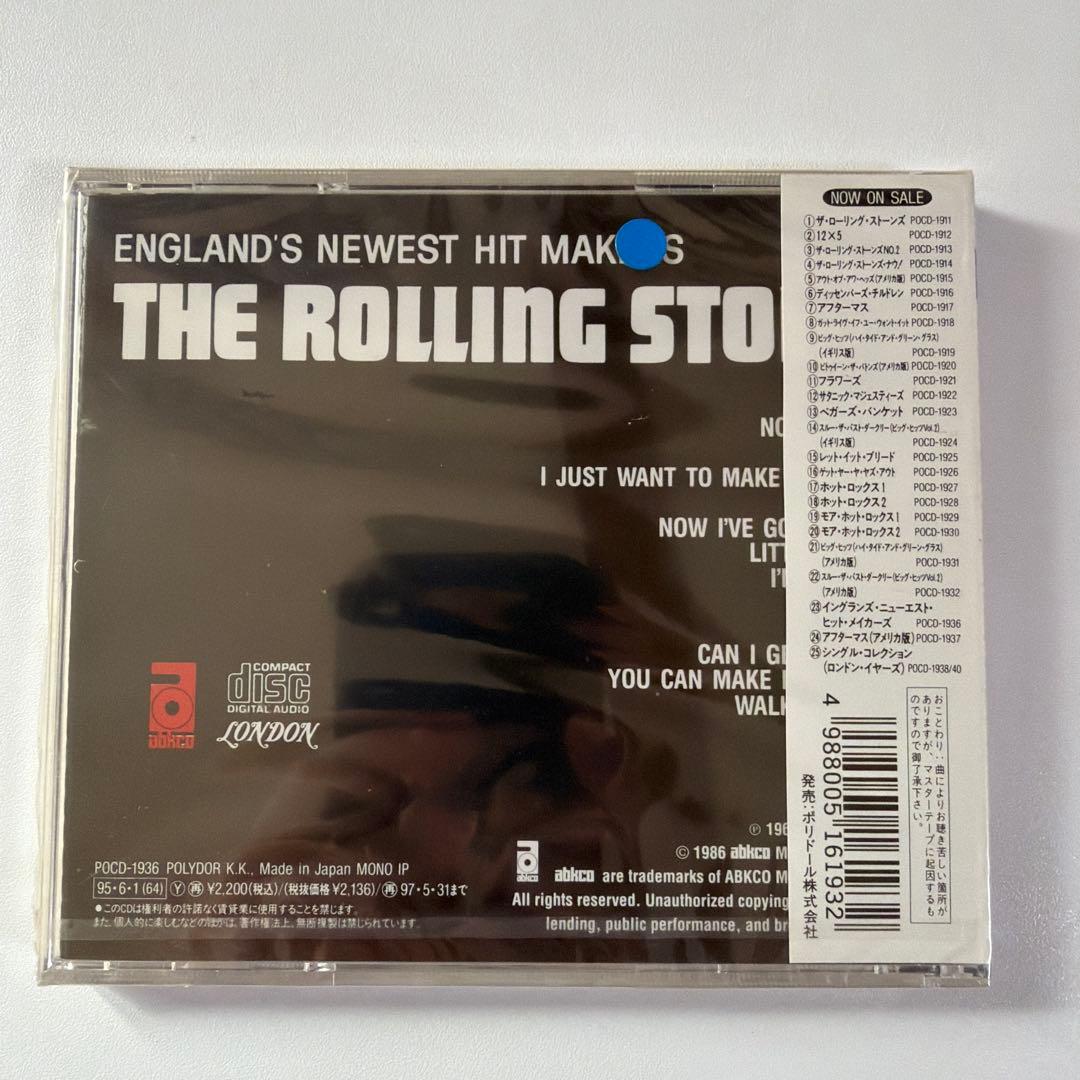 ENGLAND'S NEWEST HIT MAK S
THE ROLLING STO
NO
I JUST WANT TO MAKE
NOW I'VE GO
LITT
I'
CAN I GE
YOU CAN MAKE
WALK
abkco
COMPACT
disc
DIGITAL AUDIO
LONDON
℗ 196
© 1986 abkco M
abkco
abkco are trademarks of ABKCO M
All rights reserved. Unauthorized copying
lending, public performance, and br
POCD-1936 POLYDOR K.K., Made in Japan MONO IP
95・6・1(64) Ⓨ 再 ¥2,200(税込)/(税抜価格 ¥2,136)/再 97・5・31まで
●このCDは権利者の許諾なく賃貸業に使用することを禁じます。
また、個人的に楽しむなどのほかは、著作権法上、無断複製は禁じられています。
NOW ON SALE
①ザ・ローリング・ストーンズ POCD-1911
②12×5 POCD-1912
③ザ・ローリング・ストーンズNO.2 POCD-1913
④ザ・ローリング・ストーンズ・ナウ! POCD-1914
⑤アウト・オブ・アワ・ヘッズ(アメリカ版) POCD-1915
⑥ディッセンバーズ・チルドレン POCD-1916
⑦アフターマス POCD-1917
⑧ガット・ライヴ・イフ・ユー・ウォント・イット POCD-1918
⑨ビッグ・ヒッツ(ハイ・タイド・アンド・グリーン・グラス)
(イギリス版) POCD-1919
⑩ビトゥイーン・ザ・バトンズ(アメリカ版) POCD-1920
⑪フラワーズ POCD-1921
⑫サタニック・マジェスティーズ POCD-1922
⑬ベガーズ・バンケット POCD-1923
⑭スルー・ザ・パスト・ダークリー(ビッグ・ヒッツVol.2)
(イギリス版) POCD-1924
⑮レット・イット・ブリード POCD-1925
⑯ゲット・ヤー・ヤ・ヤズ・アウト POCD-1926
⑰ホット・ロックス1 POCD-1927
⑱ホット・ロックス2 POCD-1928
⑲モア・ホット・ロックス1 POCD-1929
⑳モア・ホット・ロックス2 POCD-1930
㉑ビッグ・ヒッツ(ハイ・タイド・アンド・グリーン・グラス)
(アメリカ版) POCD-1931
㉒スルー・ザ・パスト・ダークリー(ビッグ・ヒッツVol.2)
(アメリカ版) POCD-1932
㉓イングランズ・ニューエスト・
ヒット・メイカーズ POCD-1936
㉔アフターマス(アメリカ版) POCD-1937
㉕シングル・コレクション
(ロンドン・イヤーズ) POCD-1938/40
おことわり:曲によりお聴き苦しい箇所が
ありますが、マスターテープに起因するも
のですので御了承下さい。
4 988005 161932
発売:ポリドール株式会社